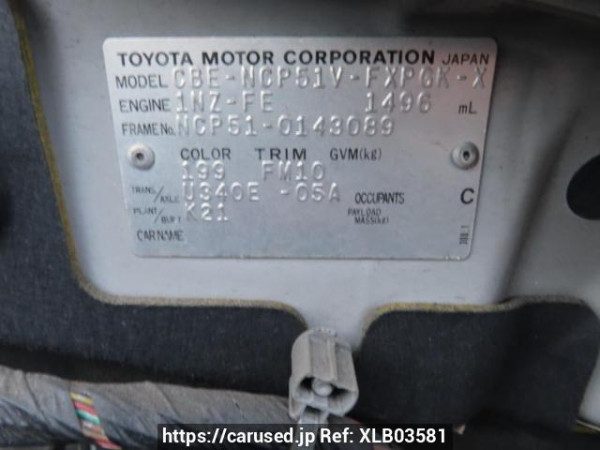 TOYOTA MOTOR CORPORATION JAPAN
MODEL CBE-NCP51V-FXPGK-X
ENGINE 1NZ-FE 1496 mL
FRAME No. NCP51-0143089
COLOR TRIM GVM(kg)
199 FM10
TRANS/AXLE U340E -05A OCCUPANTS C
PLANT/ K21 PAYLOAD MASS(kg)
CAR NAME
https://carused.jp Ref: XLB03581